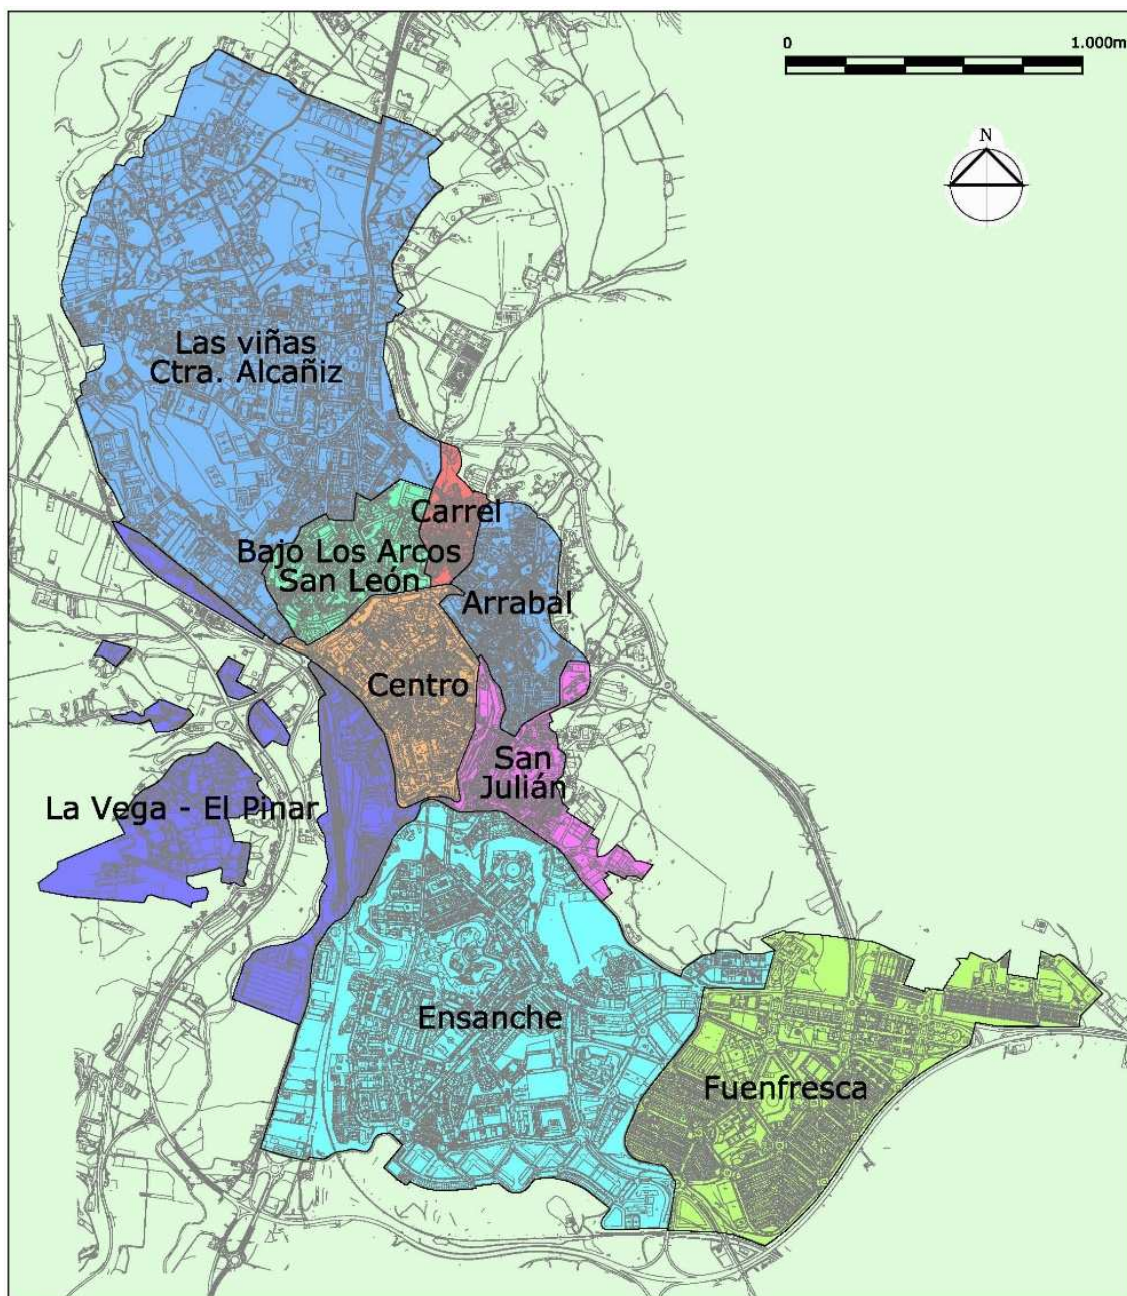 0 1.000m
N
Las viñas
Ctra. Alcañiz
Carrel
Bajo Los Arcos
San León
Arrabal
Centro
San
Julián
La Vega - El Pinar
Ensanche
Fuenfresca